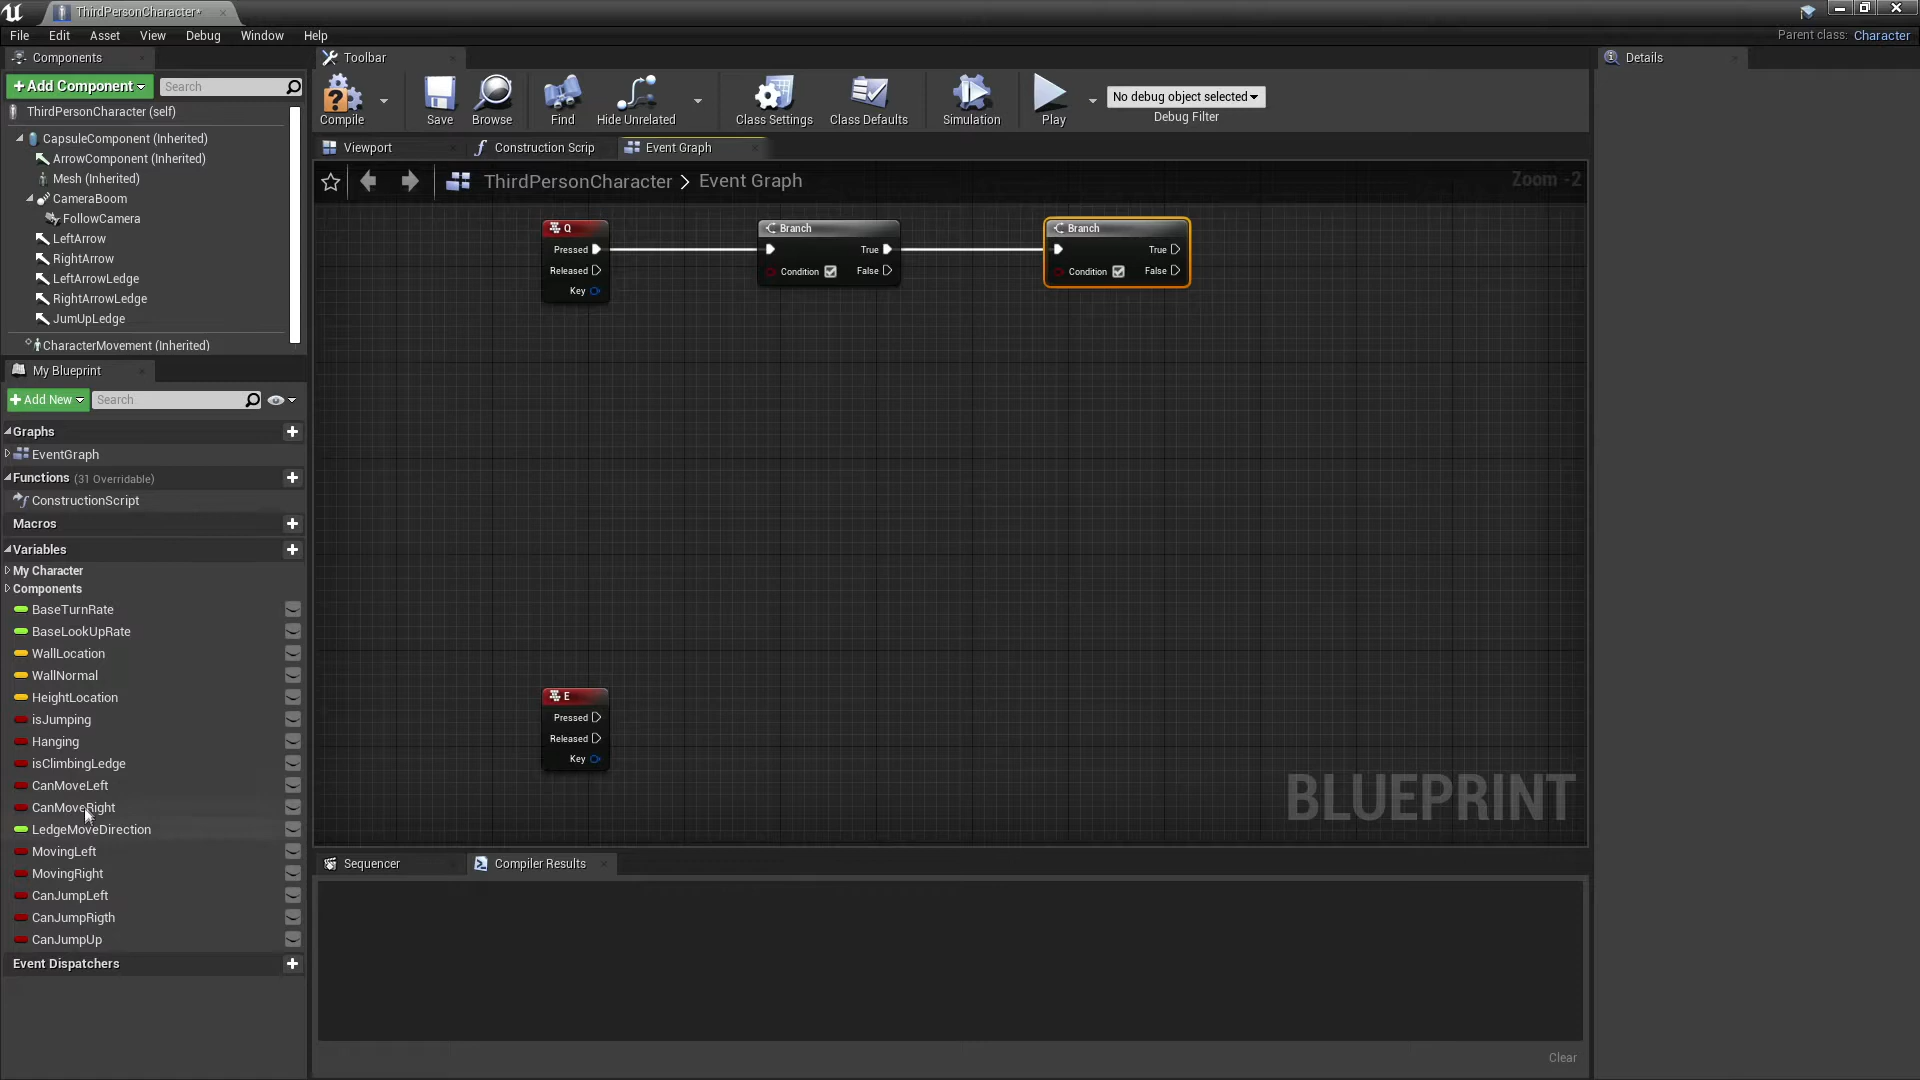 ThirdPersonCharacter*
File Edit Asset View Debug Window Help
Parent class: Character
Components
+ Add Component
Search
ThirdPersonCharacter (self)
CapsuleComponent (Inherited)
ArrowComponent (Inherited)
Mesh (Inherited)
CameraBoom
FollowCamera
LeftArrow
RightArrow
LeftArrowLedge
RightArrowLedge
JumUpLedge
CharacterMovement (Inherited)
My Blueprint
+ Add New
Search
Graphs
EventGraph
Functions (31 Overridable)
ConstructionScript
Macros
Variables
My Character
Components
BaseTurnRate
BaseLookUpRate
WallLocation
WallNormal
HeightLocation
isJumping
Hanging
isClimbingLedge
CanMoveLeft
CanMoveRight
LedgeMoveDirection
MovingLeft
MovingRight
CanJumpLeft
CanJumpRigth
CanJumpUp
Event Dispatchers
Toolbar
Compile
Save
Browse
Find
Hide Unrelated
Class Settings
Class Defaults
Simulation
Play
No debug object selected
Debug Filter
Viewport
Construction Scrip
Event Graph
ThirdPersonCharacter > Event Graph
Zoom -2
Q
Pressed
Released
Key
Branch
True
Condition
False
Branch
True
Condition
False
E
Pressed
Released
Key
BLUEPRINT
Sequencer
Compiler Results
Clear
Details